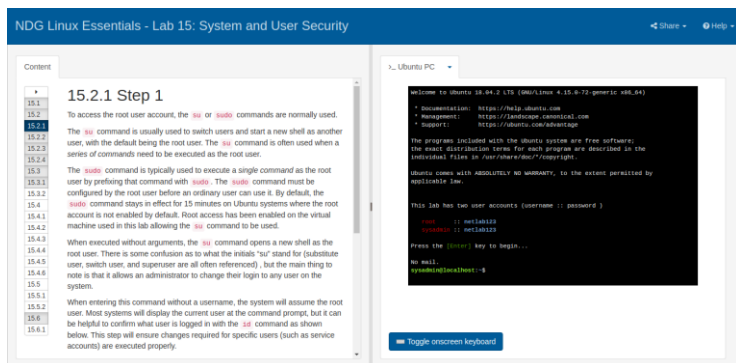 NDG Linux Essentials - Lab 15: System and User Security
Share
Help
Content
15.1
15.2
15.2.1
15.2.2
15.2.3
15.2.4
15.3
15.3.1
15.3.2
15.4
15.4.1
15.4.2
15.4.3
15.4.4
15.4.5
15.4.6
15.5
15.5.1
15.5.2
15.6
15.6.1
15.2.1 Step 1
To access the root user account, the su or sudo commands are normally used.
The su command is usually used to switch users and start a new shell as another
user, with the default being the root user. The su command is often used when a
series of commands need to be executed as the root user.
The sudo command is typically used to execute a single command as the root
user by prefixing that command with sudo . The sudo command must be
configured by the root user before an ordinary user can use it. By default, the
sudo command stays in effect for 15 minutes on Ubuntu systems where the root
account is not enabled by default. Root access has been enabled on the virtual
machine used in this lab allowing the su command to be used.
When executed without arguments, the su command opens a new shell as the
root user. There is some confusion as to what the initials "su" stand for (substitute
user, switch user, and superuser are all often referenced) , but the main thing to
note is that it allows an administrator to change their login to any user on the
system.
When entering this command without a username, the system will assume the root
user. Most systems will display the current user at the command prompt, but it can
be helpful to confirm what user is logged in with the id command as shown
below. This step will ensure changes required for specific users (such as service
accounts) are executed properly.
>_ Ubuntu PC
Welcome to Ubuntu 18.04.2 LTS (GNU/Linux 4.15.0-72-generic x86_64)
* Documentation: https://help.ubuntu.com
* Management: https://landscape.canonical.com
* Support: https://ubuntu.com/advantage
The programs included with the Ubuntu system are free software;
the exact distribution terms for each program are described in the
individual files in /usr/share/doc/*/copyright.
Ubuntu comes with ABSOLUTELY NO WARRANTY, to the extent permitted by
applicable law.
This lab has two user accounts (username :: password )
root :: netlab123
sysadmin :: netlab123
Press the [Enter] key to begin...
No mail.
sysadmin@localhost:~$
Toggle onscreen keyboard